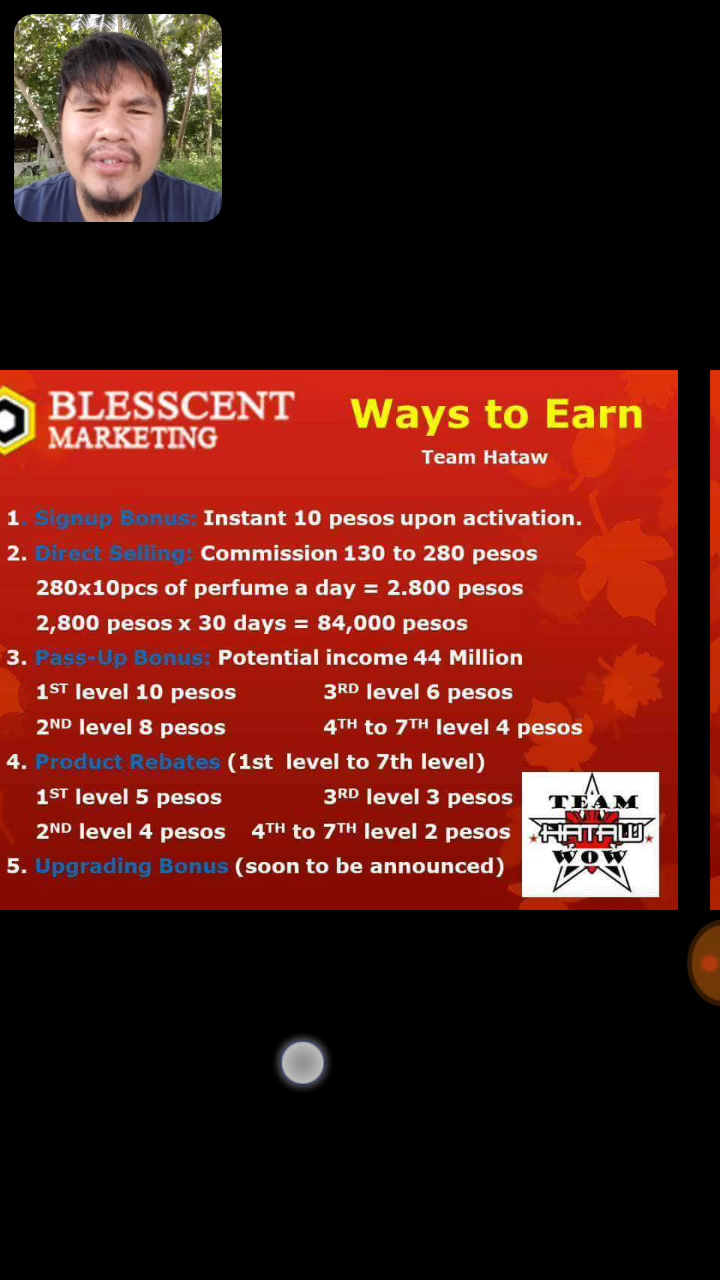 BLESSCENT
MARKETING
Ways to Earn
Team Hataw
1. Signup Bonus: Instant 10 pesos upon activation.
2. Direct Selling: Commission 130 to 280 pesos
280x10pcs of perfume a day = 2.800 pesos
2,800 pesos x 30 days = 84,000 pesos
3. Pass-Up Bonus: Potential income 44 Million
1ST level 10 pesos 3RD level 6 pesos
2ND level 8 pesos 4TH to 7TH level 4 pesos
4. Product Rebates (1st level to 7th level)
1ST level 5 pesos 3RD level 3 pesos
2ND level 4 pesos 4TH to 7TH level 2 pesos
5. Upgrading Bonus (soon to be announced)
TEAM
HATAW
WOW